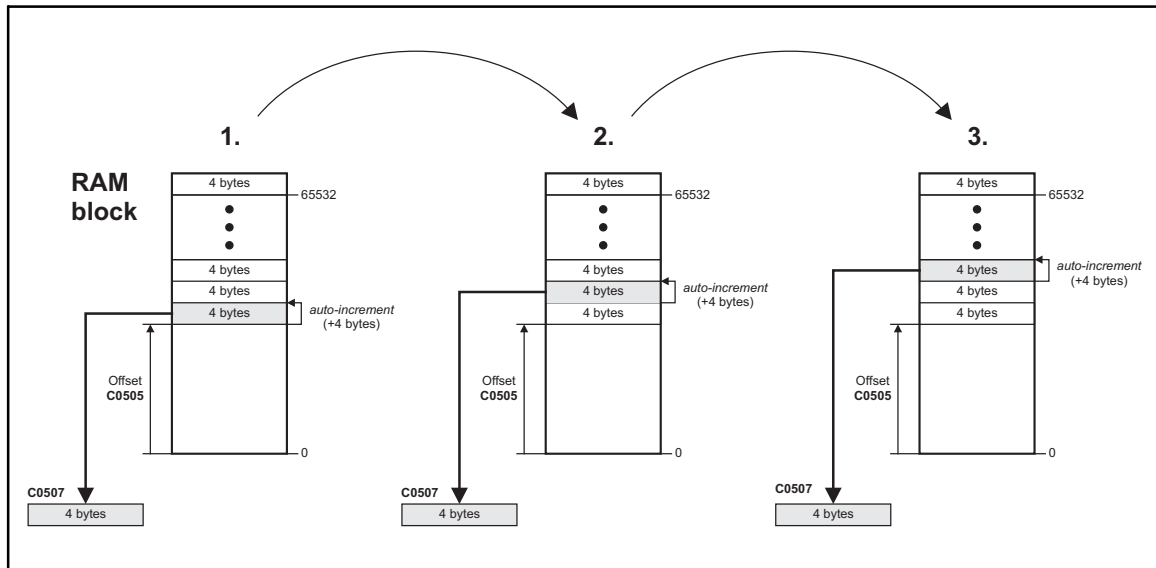 1.
2.
3.
RAM
block
4 bytes
65532
4 bytes
4 bytes
4 bytes
auto-increment
(+4 bytes)
Offset
C0505
0
C0507
4 bytes
4 bytes
65532
4 bytes
4 bytes
4 bytes
auto-increment
(+4 bytes)
Offset
C0505
0
C0507
4 bytes
4 bytes
65532
4 bytes
4 bytes
4 bytes
auto-increment
(+4 bytes)
Offset
C0505
0
C0507
4 bytes